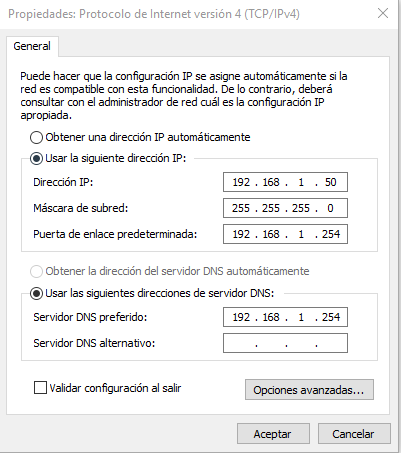 Propiedades: Protocolo de Internet versión 4 (TCP/IPv4)
General
Puede hacer que la configuración IP se asigne automáticamente si la
red es compatible con esta funcionalidad. De lo contrario, deberá
consultar con el administrador de red cuál es la configuración IP
apropiada.
Obtener una dirección IP automáticamente
Usar la siguiente dirección IP:
Dirección IP: 192 . 168 . 1 . 50
Máscara de subred: 255 . 255 . 255 . 0
Puerta de enlace predeterminada: 192 . 168 . 1 . 254
Obtener la dirección del servidor DNS automáticamente
Usar las siguientes direcciones de servidor DNS:
Servidor DNS preferido: 192 . 168 . 1 . 254
Servidor DNS alternativo: . . .
Validar configuración al salir
Opciones avanzadas...
Aceptar Cancelar